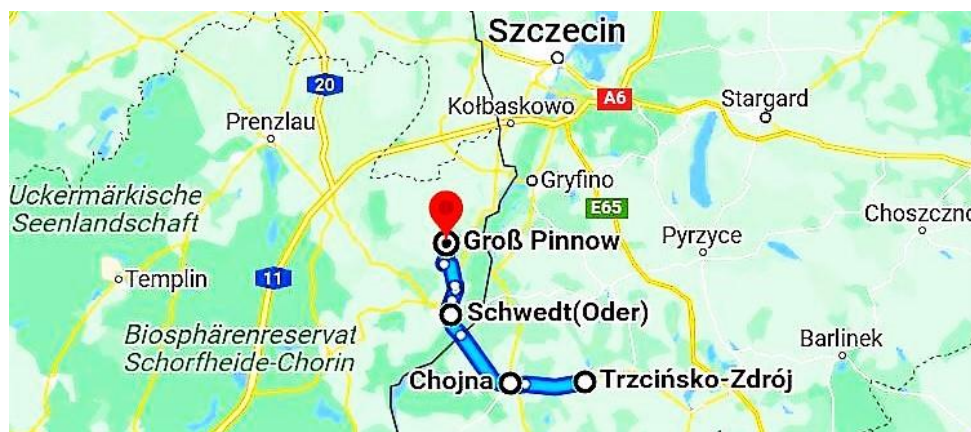 Szczecin
A6
20
Stargard
Kołbaskowo
Prenzlau
Gryfino
Uckermärkische
Seenlandschaft
E65
Choszczno
Groß Pinnow
Pyrzyce
11
Templin
Schwedt(Oder)
Biosphärenreservat
Schorfheide-Chorin
Barlinek
Chojna
Trzcińsko-Zdrój